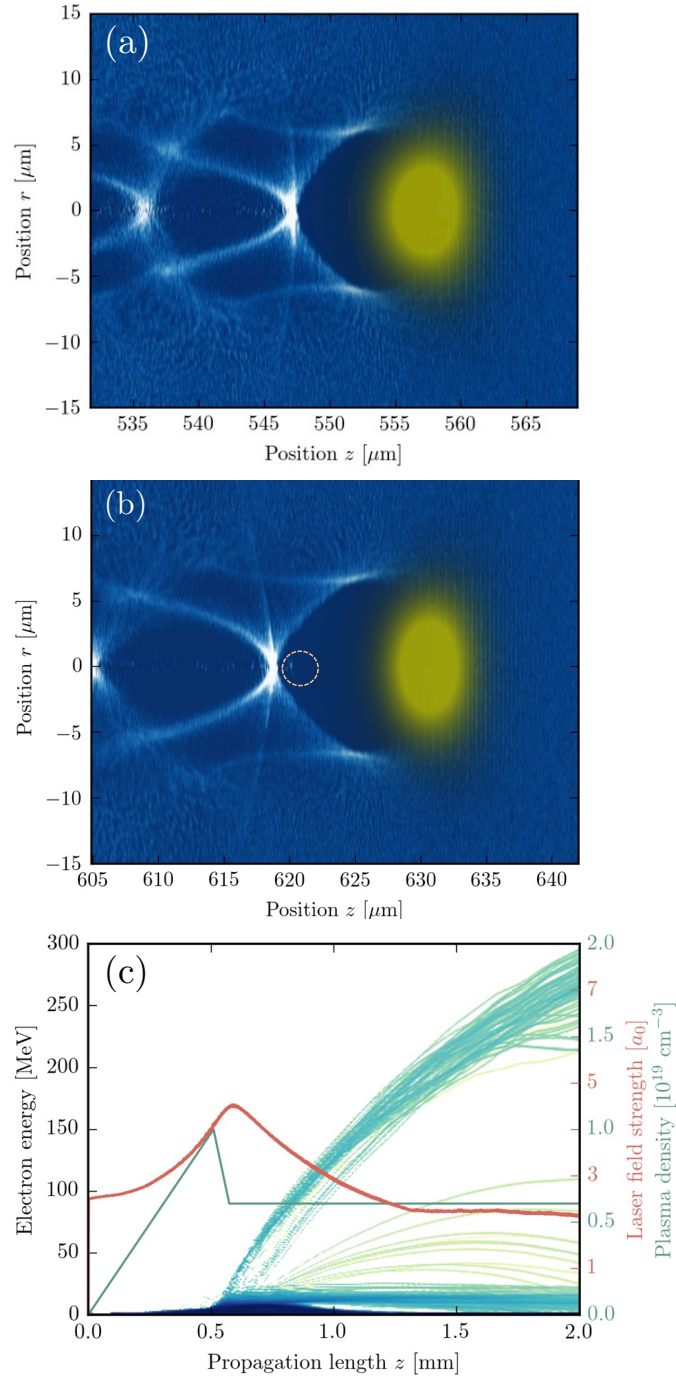 (a)
15
10
5
0
−5
−10
−15
Position r [μm]
535 540 545 550 555 560 565
Position z [μm]
(b)
10
5
0
−5
−10
−15
Position r [μm]
605 610 615 620 625 630 635 640
Position z [μm]
(c)
300
250
200
150
100
50
0
Electron energy [MeV]
7
5
3
1
Laser field strength [a₀]
2.0
1.5
1.0
0.5
0.0
Plasma density [10¹⁹ cm⁻³]
0.0 0.5 1.0 1.5 2.0
Propagation length z [mm]